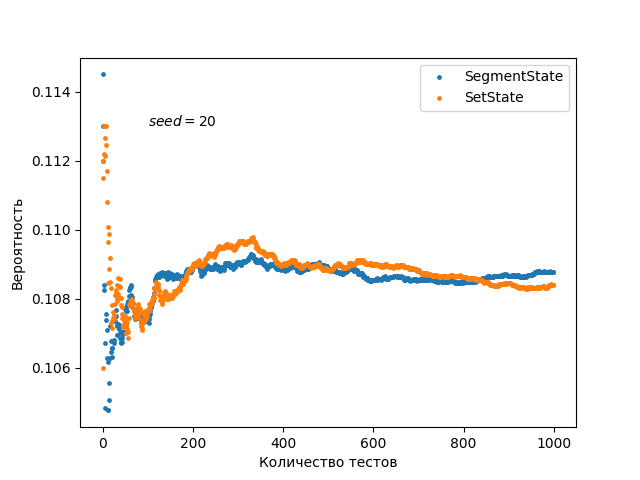 SegmentState
SetState
seed = 20
0.114
0.112
0.110
0.108
0.106
Вероятность
0 200 400 600 800 1000
Количество тестов